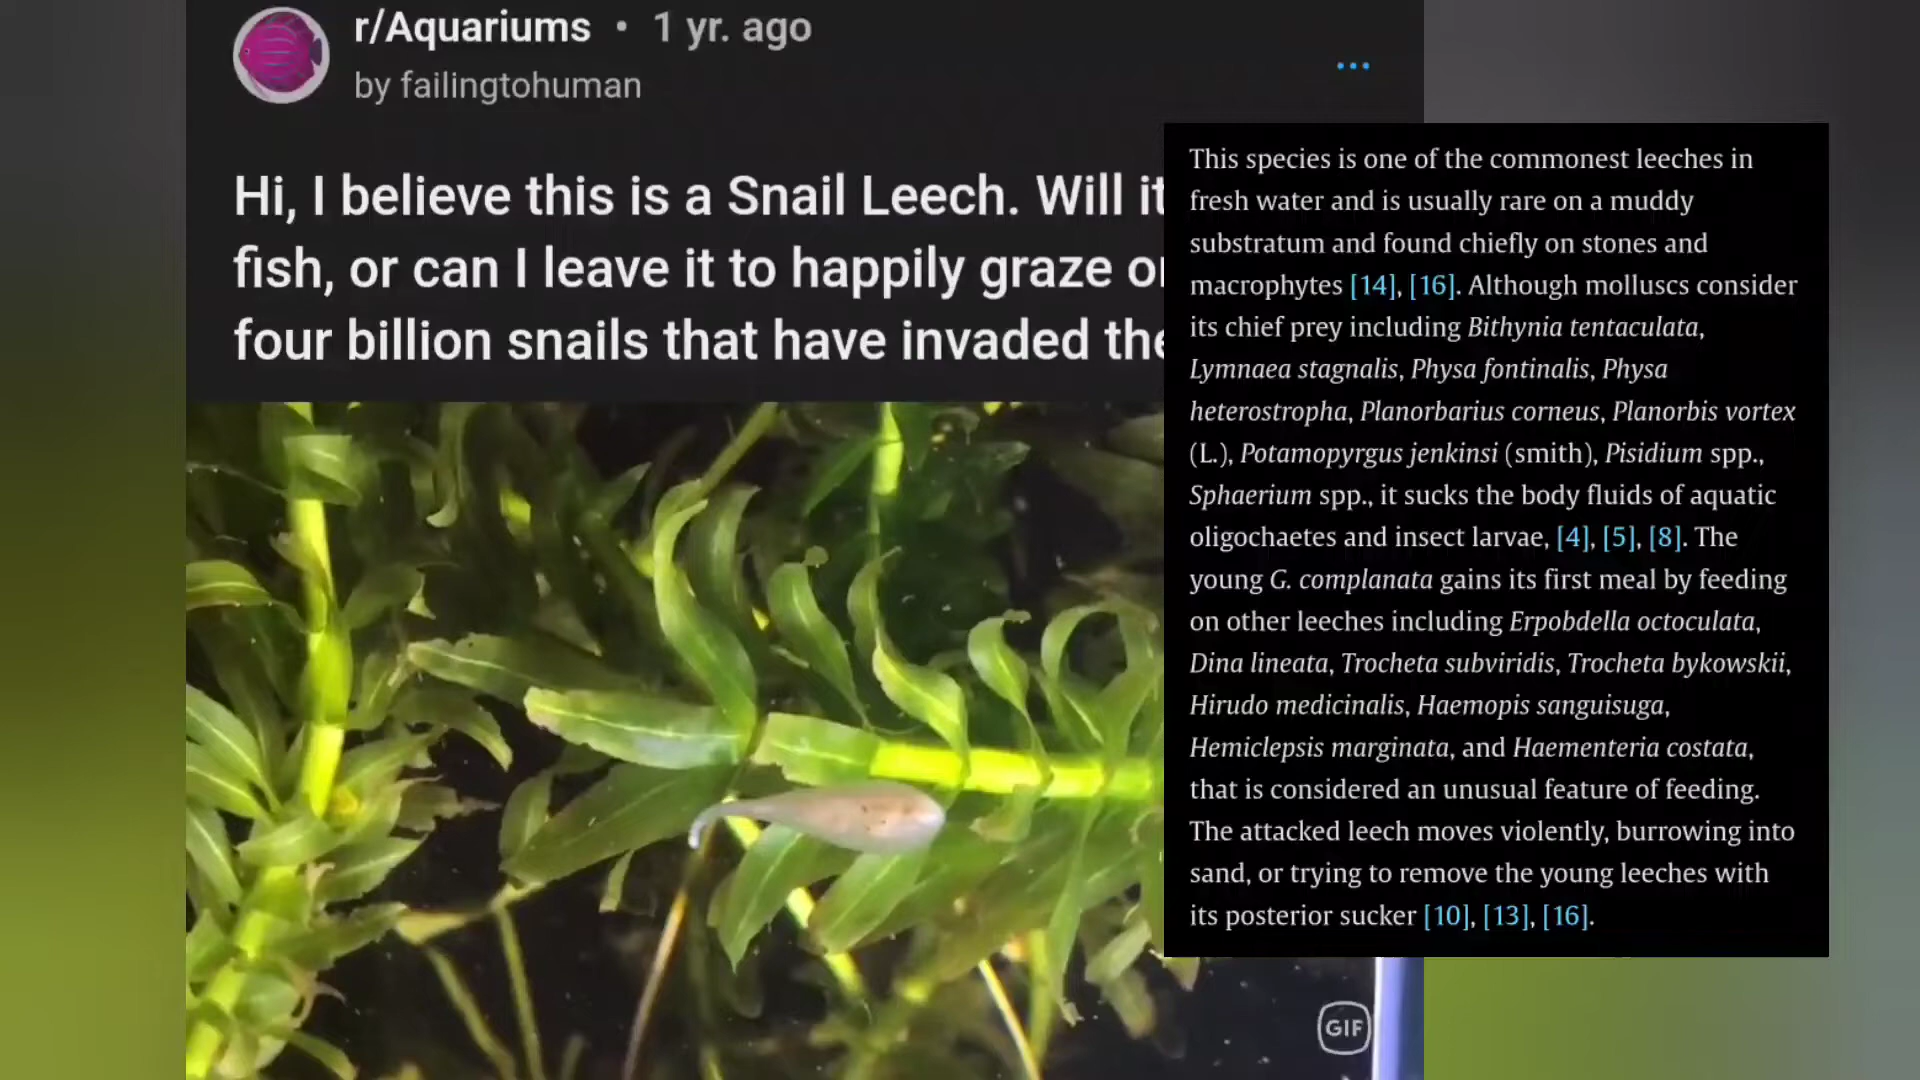 r/Aquariums • 1 yr. ago
by failingtohuman
Hi, I believe this is a Snail Leech. Will it
fish, or can I leave it to happily graze
four billion snails that have invaded
This species is one of the commonest leeches in
fresh water and is usually rare on a muddy
substratum and found chiefly on stones and
macrophytes [14], [16]. Although molluscs consider
its chief prey including Bithynia tentaculata,
Lymnaea stagnalis, Physa fontinalis, Physa
heterostropha, Planorbarius corneus, Planorbis vortex
(L.), Potamopyrgus jenkinsi (smith), Pisidium spp.,
Sphaerium spp., it sucks the body fluids of aquatic
oligochaetes and insect larvae, [4], [5], [8]. The
young G. complanata gains its first meal by feeding
on other leeches including Erpobdella octoculata,
Dina lineata, Trocheta subviridis, Trocheta bykowskii,
Hirudo medicinalis, Haemopis sanguisuga,
Hemiclepsis marginata, and Haementeria costata,
that is considered an unusual feature of feeding.
The attacked leech moves violently, burrowing into
sand, or trying to remove the young leeches with
its posterior sucker [10], [13], [16].
GIF